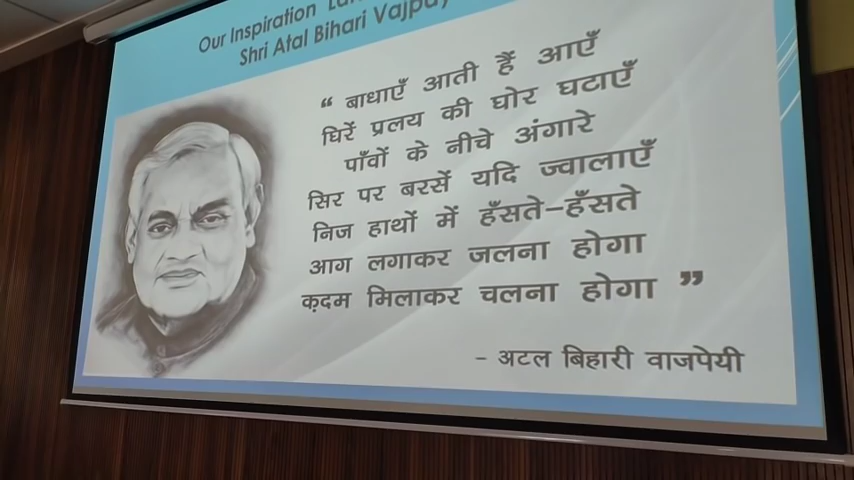 Our Inspiration
Shri Atal Bihari
“ बाधाएँ आती हैं आएँ
घिरें प्रलय की घोर घटाएँ
पाँवों के नीचे अंगारे
सिर पर बरसें यदि ज्वालाएँ
निज हाथों में हँसते-हँसते
आग लगाकर जलना होगा
क़दम मिलाकर चलना होगा ”
- अटल बिहारी वाजपेयी